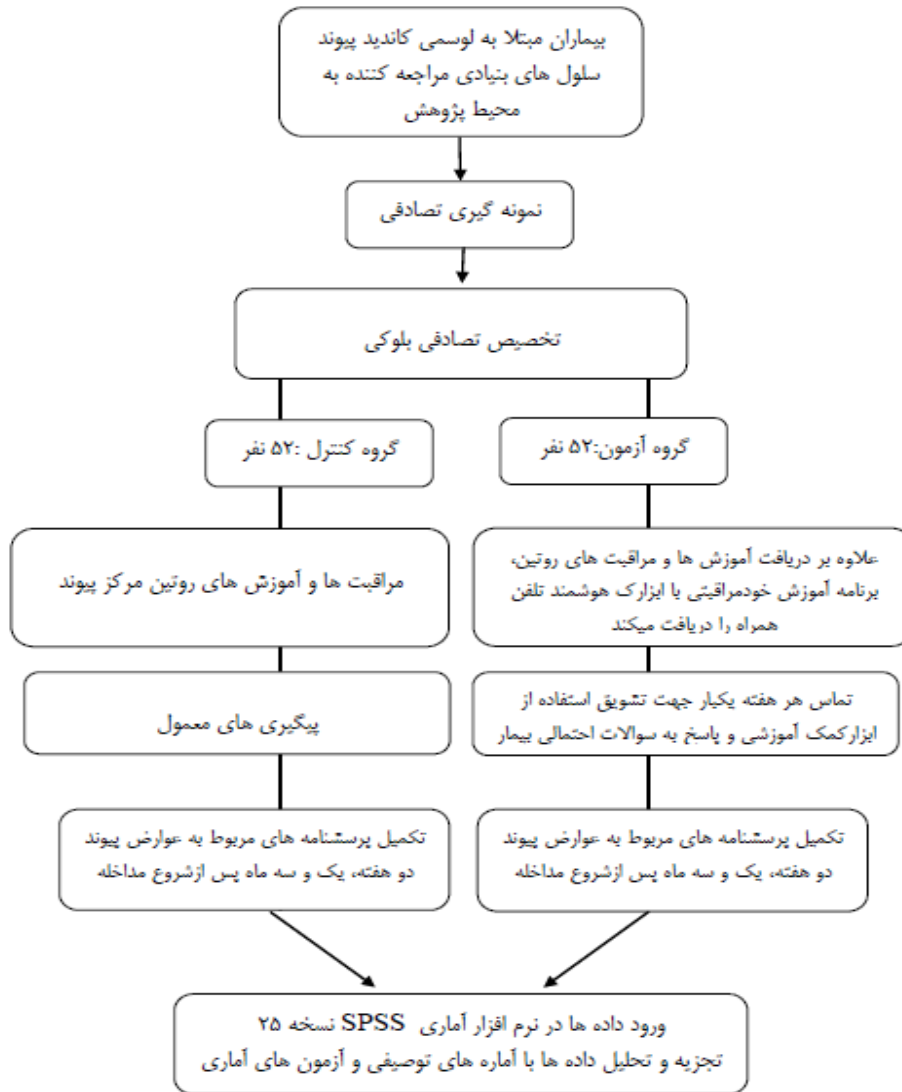 بیماران مبتلا به لوسمی کاندید پیوند
سلول های بنیادی مراجعه کننده به
محیط پژوهش
نمونه گیری تصادفی
تخصیص تصادفی بلوکی
گروه آزمون:۵۲ نفر
گروه کنترل :۵۲ نفر
علاوه بر دریافت آموزش ها و مراقبت های روتین،
برنامه آموزش خودمراقبتی با ابزارک هوشمند تلفن
همراه را دریافت میکند
مراقبت ها و آموزش های روتین مرکز پیوند
تماس هر هفته یکبار جهت تشویق استفاده از
ابزارکمک آموزشی و پاسخ به سوالات احتمالی بیمار
پیگیری های معمول
تکمیل پرسشنامه های مربوط به عوارض پیوند
دو هفته، یک و سه ماه پس ازشروع مداخله
تکمیل پرسشنامه های مربوط به عوارض پیوند
دو هفته، یک و سه ماه پس ازشروع مداخله
ورود داده ها در نرم افزار آماری SPSS نسخه ۲۵
تجزیه و تحلیل داده ها با آماره های توصیفی و آزمون های آماری